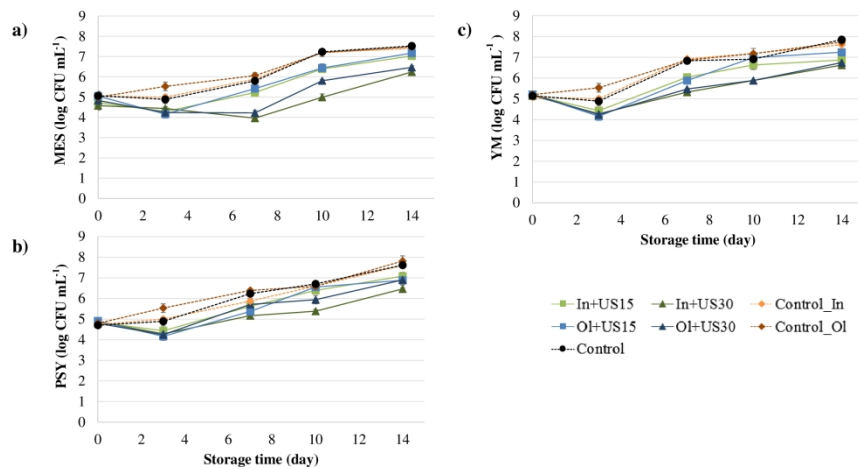 a)
MES (log CFU mL⁻¹)
9
8
7
6
5
4
3
2
1
0
0 2 4 6 8 10 12 14
b)
PSY (log CFU mL⁻¹)
9
8
7
6
5
4
3
2
1
0
0 2 4 6 8 10 12 14
Storage time (day)
c)
YM (log CFU mL⁻¹)
9
8
7
6
5
4
3
2
1
0
0 2 4 6 8 10 12 14
Storage time (day)
In+US15 In+US30 Control_In
Ol+US15 Ol+US30 Control_Ol
Control